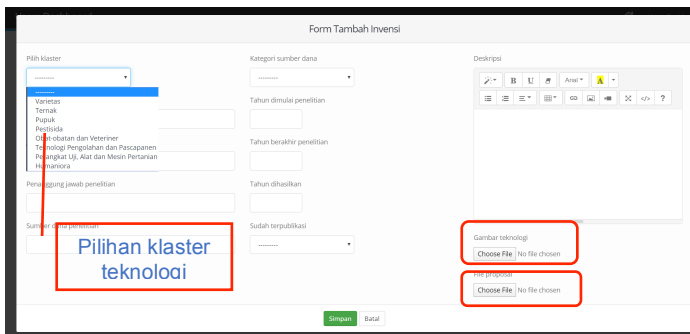 Form Tambah Invensi
Pilih klaster
---------
---------
Varietas
Ternak
Pupuk
Pestisida
Obat-obatan dan Veteriner
Teknologi Pengolahan dan Pascapanen
Perangkat Uji, Alat dan Mesin Pertanian
Humaniora
Penanggung jawab penelitian
Sumber dana penelitian
Pilihan klaster
teknologi
Kategori sumber dana
---------
Tahun dimulai penelitian
Tahun berakhir penelitian
Tahun dihasilkan
Sudah terpublikasi
---------
Deskripsi
B U Arial A
</> ?
Gambar teknologi
Choose File No file chosen
File proposal
Choose File No file chosen
Simpan Batal